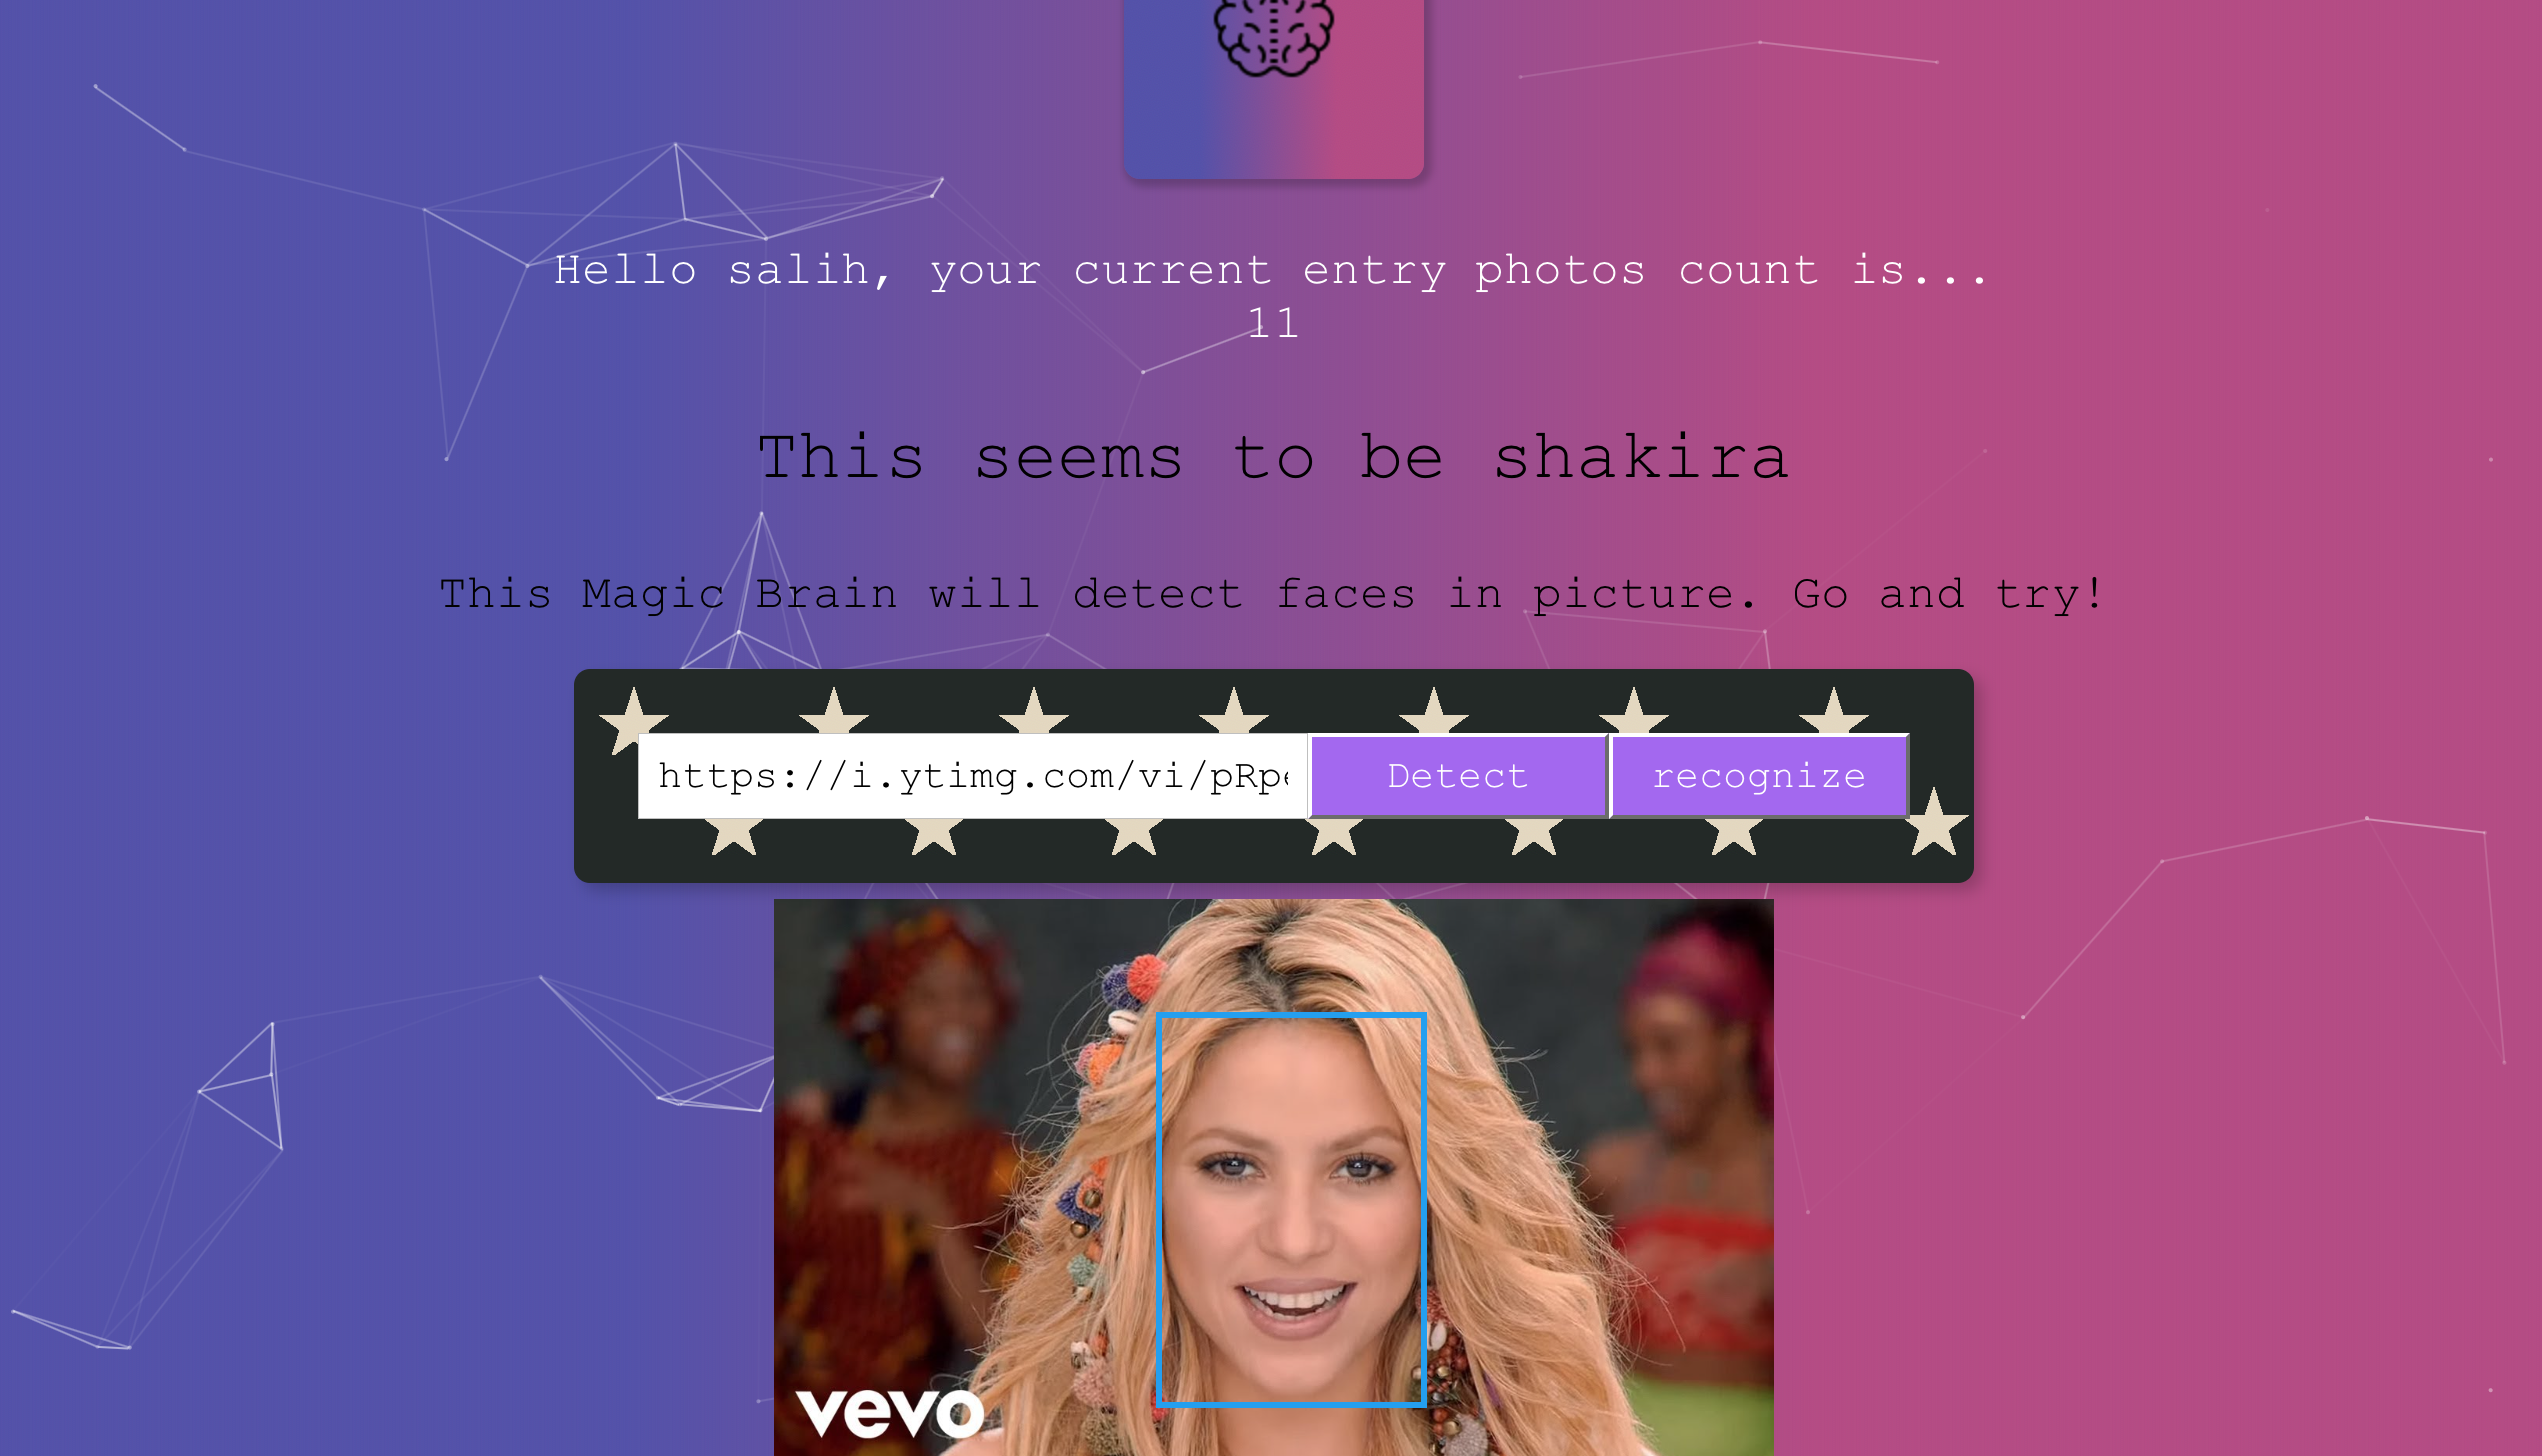 Hello salih, your current entry photos count is...
11
This seems to be shakira
This Magic Brain will detect faces in picture. Go and try!
https://i.ytimg.com/vi/pRp Detect recognize
vevo